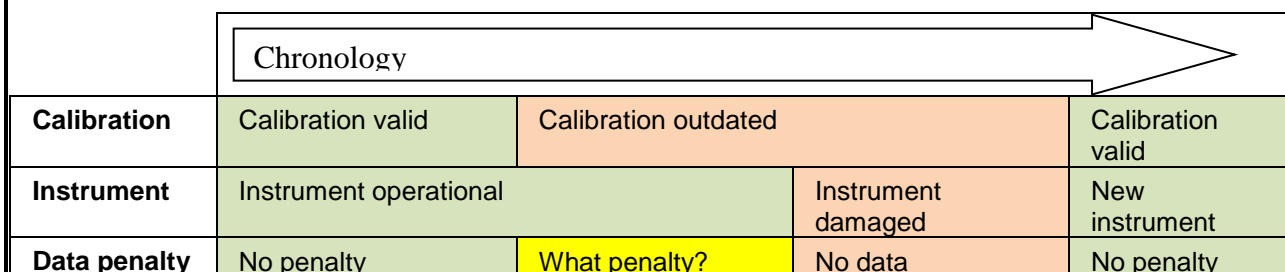 Chronology
Calibration Calibration valid Calibration outdated Calibration
valid
Instrument Instrument operational Instrument New
damaged instrument
Data penalty No penalty What penalty? No data No penalty